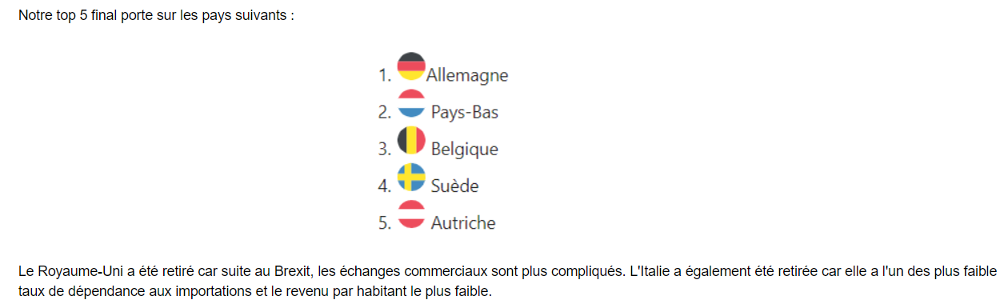 Notre top 5 final porte sur les pays suivants :
1. Allemagne
2. Pays-Bas
3. Belgique
4. Suède
5. Autriche
Le Royaume-Uni a été retiré car suite au Brexit, les échanges commerciaux sont plus compliqués. L'Italie a également été retirée car elle a l'un des plus faible
taux de dépendance aux importations et le revenu par habitant le plus faible.